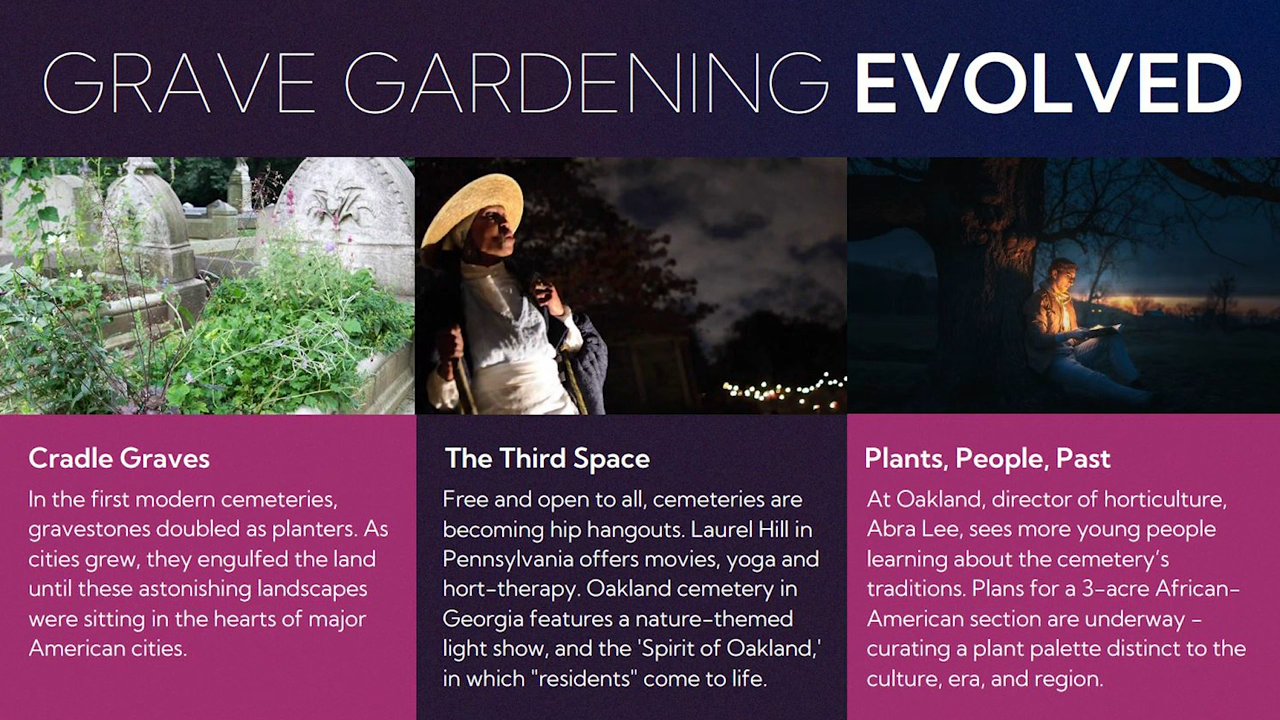 GRAVE GARDENING EVOLVED
Cradle Graves
In the first modern cemeteries,
gravestones doubled as planters. As
cities grew, they engulfed the land
until these astonishing landscapes
were sitting in the hearts of major
American cities.
The Third Space
Free and open to all, cemeteries are
becoming hip hangouts. Laurel Hill in
Pennsylvania offers movies, yoga and
hort-therapy. Oakland cemetery in
Georgia features a nature-themed
light show, and the 'Spirit of Oakland,'
in which "residents" come to life.
Plants, People, Past
At Oakland, director of horticulture,
Abra Lee, sees more young people
learning about the cemetery's
traditions. Plans for a 3-acre African-
American section are underway –
curating a plant palette distinct to the
culture, era, and region.